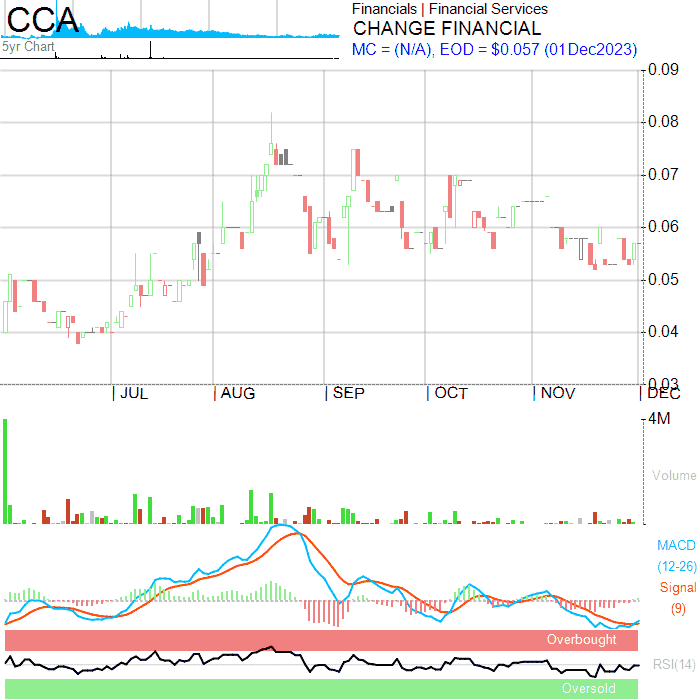 CCA
5yr Chart
Financials | Financial Services
CHANGE FINANCIAL
MC = (N/A), EOD = $0.057 (01Dec2023)
0.09
0.08
0.07
0.06
0.05
0.04
0.03
JUL AUG SEP OCT NOV DEC
4M
Volume
MACD
(12-26)
Signal
(9)
Overbought
RSI(14)
Oversold